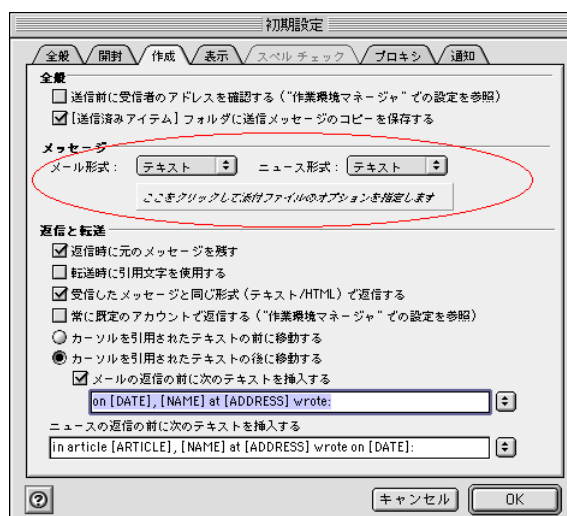 初期設定
全般 開封 作成 表示 スペル チェック プロキシ 通知
全般
送信前に受信者のアドレスを確認する ("作業環境マネージャ" での設定を参照)
[送信済みアイテム] フォルダに送信メッセージのコピーを保存する
メッセージ
メール形式 : テキスト ニュース形式 : テキスト
ここをクリックして添付ファイルのオプションを指定します
返信と転送
返信時に元のメッセージを残す
転送時に引用文字を使用する
受信したメッセージと同じ形式 (テキスト/HTML) で返信する
常に既定のアカウントで返信する ("作業環境マネージャ" での設定を参照)
カーソルを引用されたテキストの前に移動する
カーソルを引用されたテキストの後に移動する
メールの返信の前に次のテキストを挿入する
on [DATE], [NAME] at [ADDRESS] wrote:
ニュースの返信の前に次のテキストを挿入する
in article [ARTICLE], [NAME] at [ADDRESS] wrote on [DATE]:
? キャンセル OK